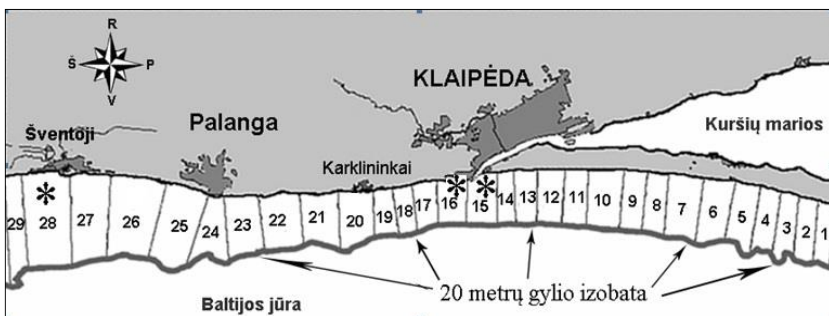 R
Š P
V
KLAIPĖDA
Šventoji
Palanga
Kuršių marios
Karklininkai
29 28 27 26 25 24 23 22 21 20 19 18 17 16 15 14 13 12 11 10 9 8 7 6 5 4 3 2 1
20 metrų gylio izobata
Baltijos jūra